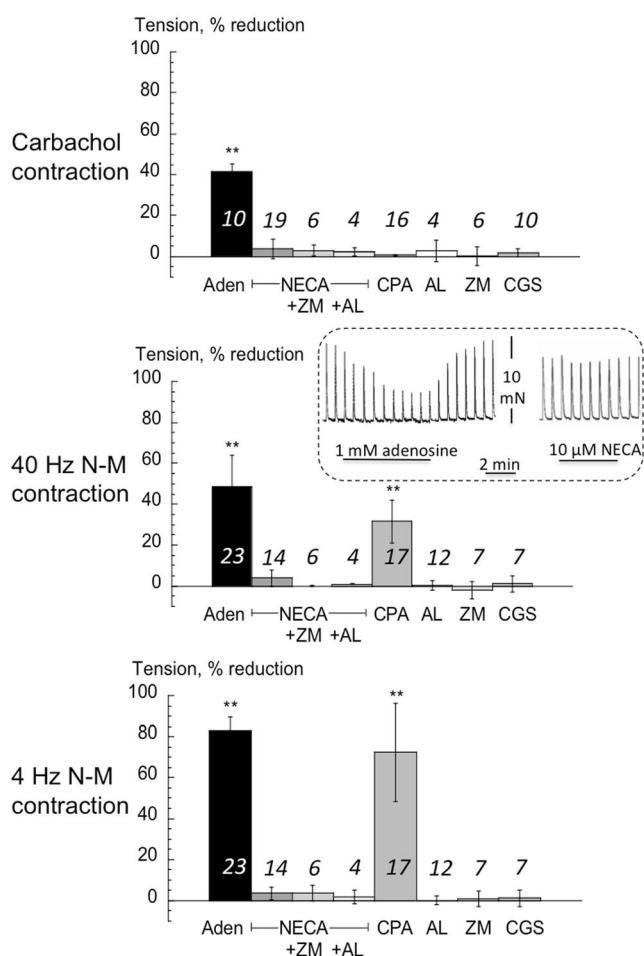 Tension, % reduction
100
80
60
40
20
0
Carbachol
contraction
**
10 19 6 4 16 4 6 10
Aden NECA CPA AL ZM CGS
+ZM +AL
Tension, % reduction
100
80
60
40
20
0
40 Hz N-M
contraction
10
mN
1 mM adenosine 10 µM NECA
2 min
** **
23 14 6 4 17 12 7 7
Aden NECA CPA AL ZM CGS
+ZM +AL
Tension, % reduction
100
80
60
40
20
0
4 Hz N-M
contraction
** **
23 14 6 4 17 12 7 7
Aden NECA CPA AL ZM CGS
+ZM +AL